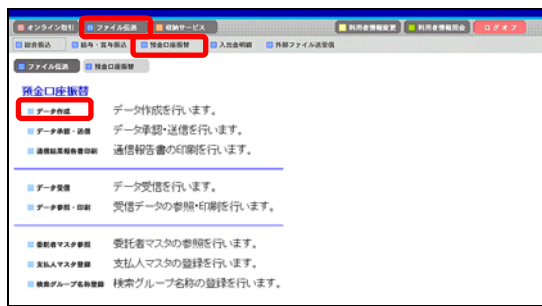 オンライン取引 ファイル伝送 収納サービス 利用者情報変更 利用者情報照会 ログオフ
総合振込 給与・賞与振込 預金口座振替 入出金明細 外部ファイル送受信
ファイル伝送 預金口座振替
預金口座振替
データ作成 データ作成を行います。
データ承認・送信 データ承認・送信を行います。
通信結果報告書印刷 通信報告書の印刷を行います。
データ受信 データ受信を行います。
データ参照・印刷 受信データの参照・印刷を行います。
委託者マスタ参照 委託者マスタの参照を行います。
支払人マスタ登録 支払人マスタの登録を行います。
検索グループ名称登録 検索グループ名称の登録を行います。